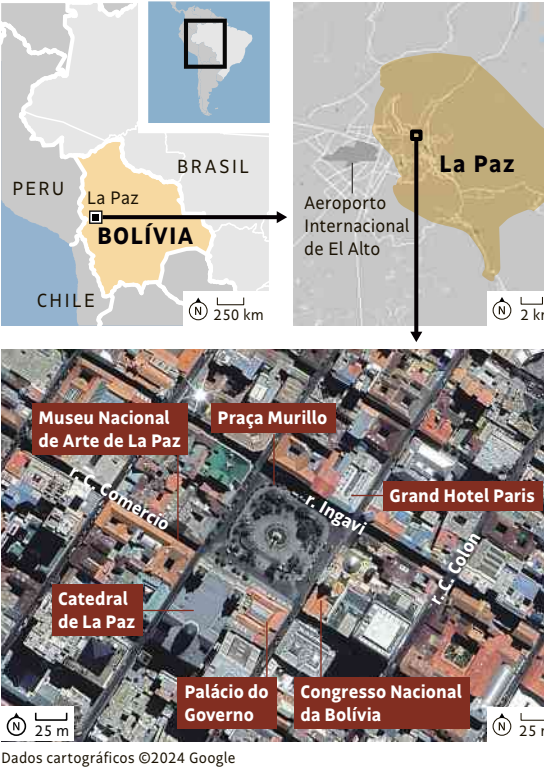 PERU
BRASIL
La Paz
BOLÍVIA
CHILE
N
250 km
La Paz
Aeroporto
Internacional
de El Alto
N
2 km
Museu Nacional
de Arte de La Paz
Praça Murillo
r. C. Comercio
r. Ingavi
Grand Hotel Paris
r. C. Colon
Catedral
de La Paz
Palácio do
Governo
Congresso Nacional
da Bolívia
N
25 m
N
25 m
Dados cartográficos ©2024 Google